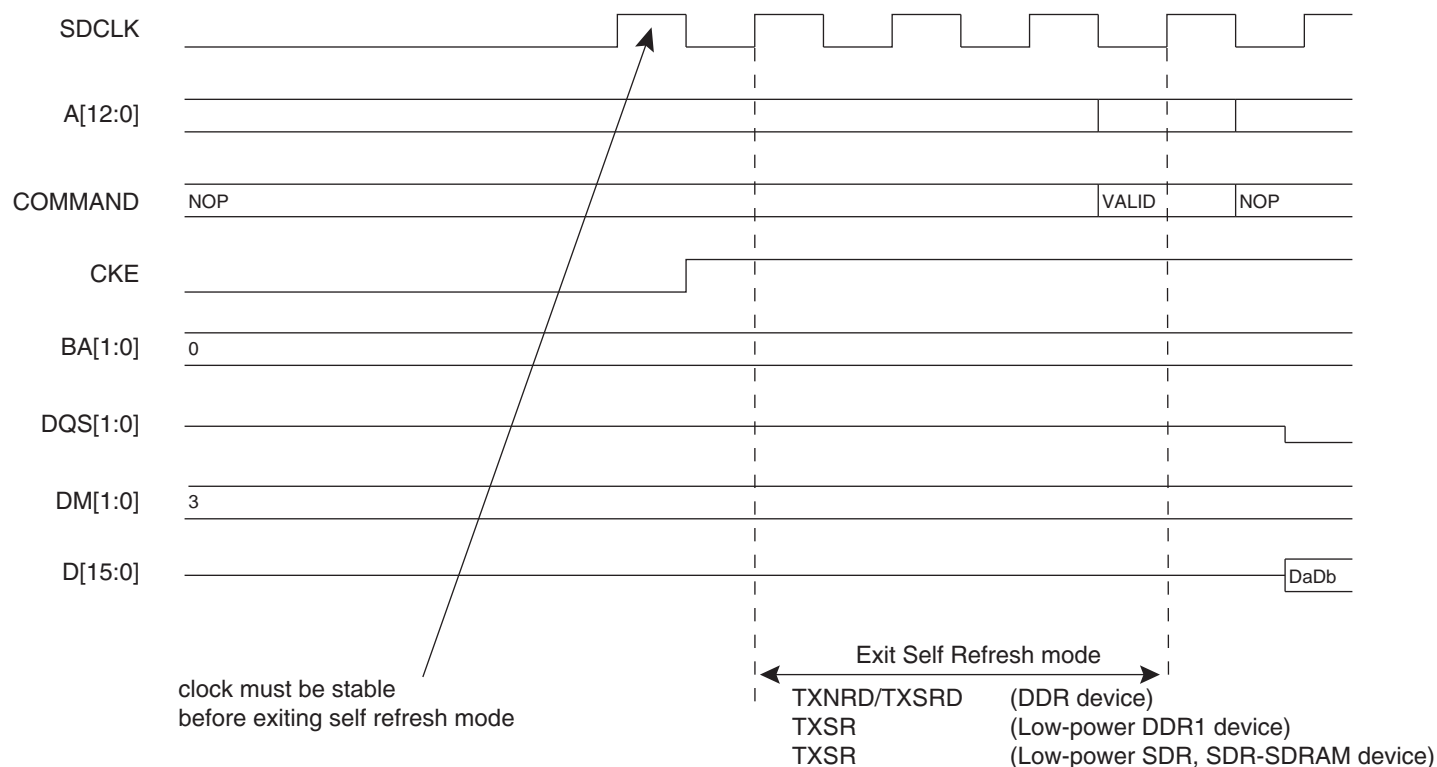 SDCLK
A[12:0]
COMMAND NOP VALID NOP
CKE
BA[1:0] 0
DQS[1:0]
DM[1:0] 3
D[15:0] DaDb
Exit Self Refresh mode
clock must be stable
before exiting self refresh mode
TXNRD/TXSRD (DDR device)
TXSR (Low-power DDR1 device)
TXSR (Low-power SDR, SDR-SDRAM device)